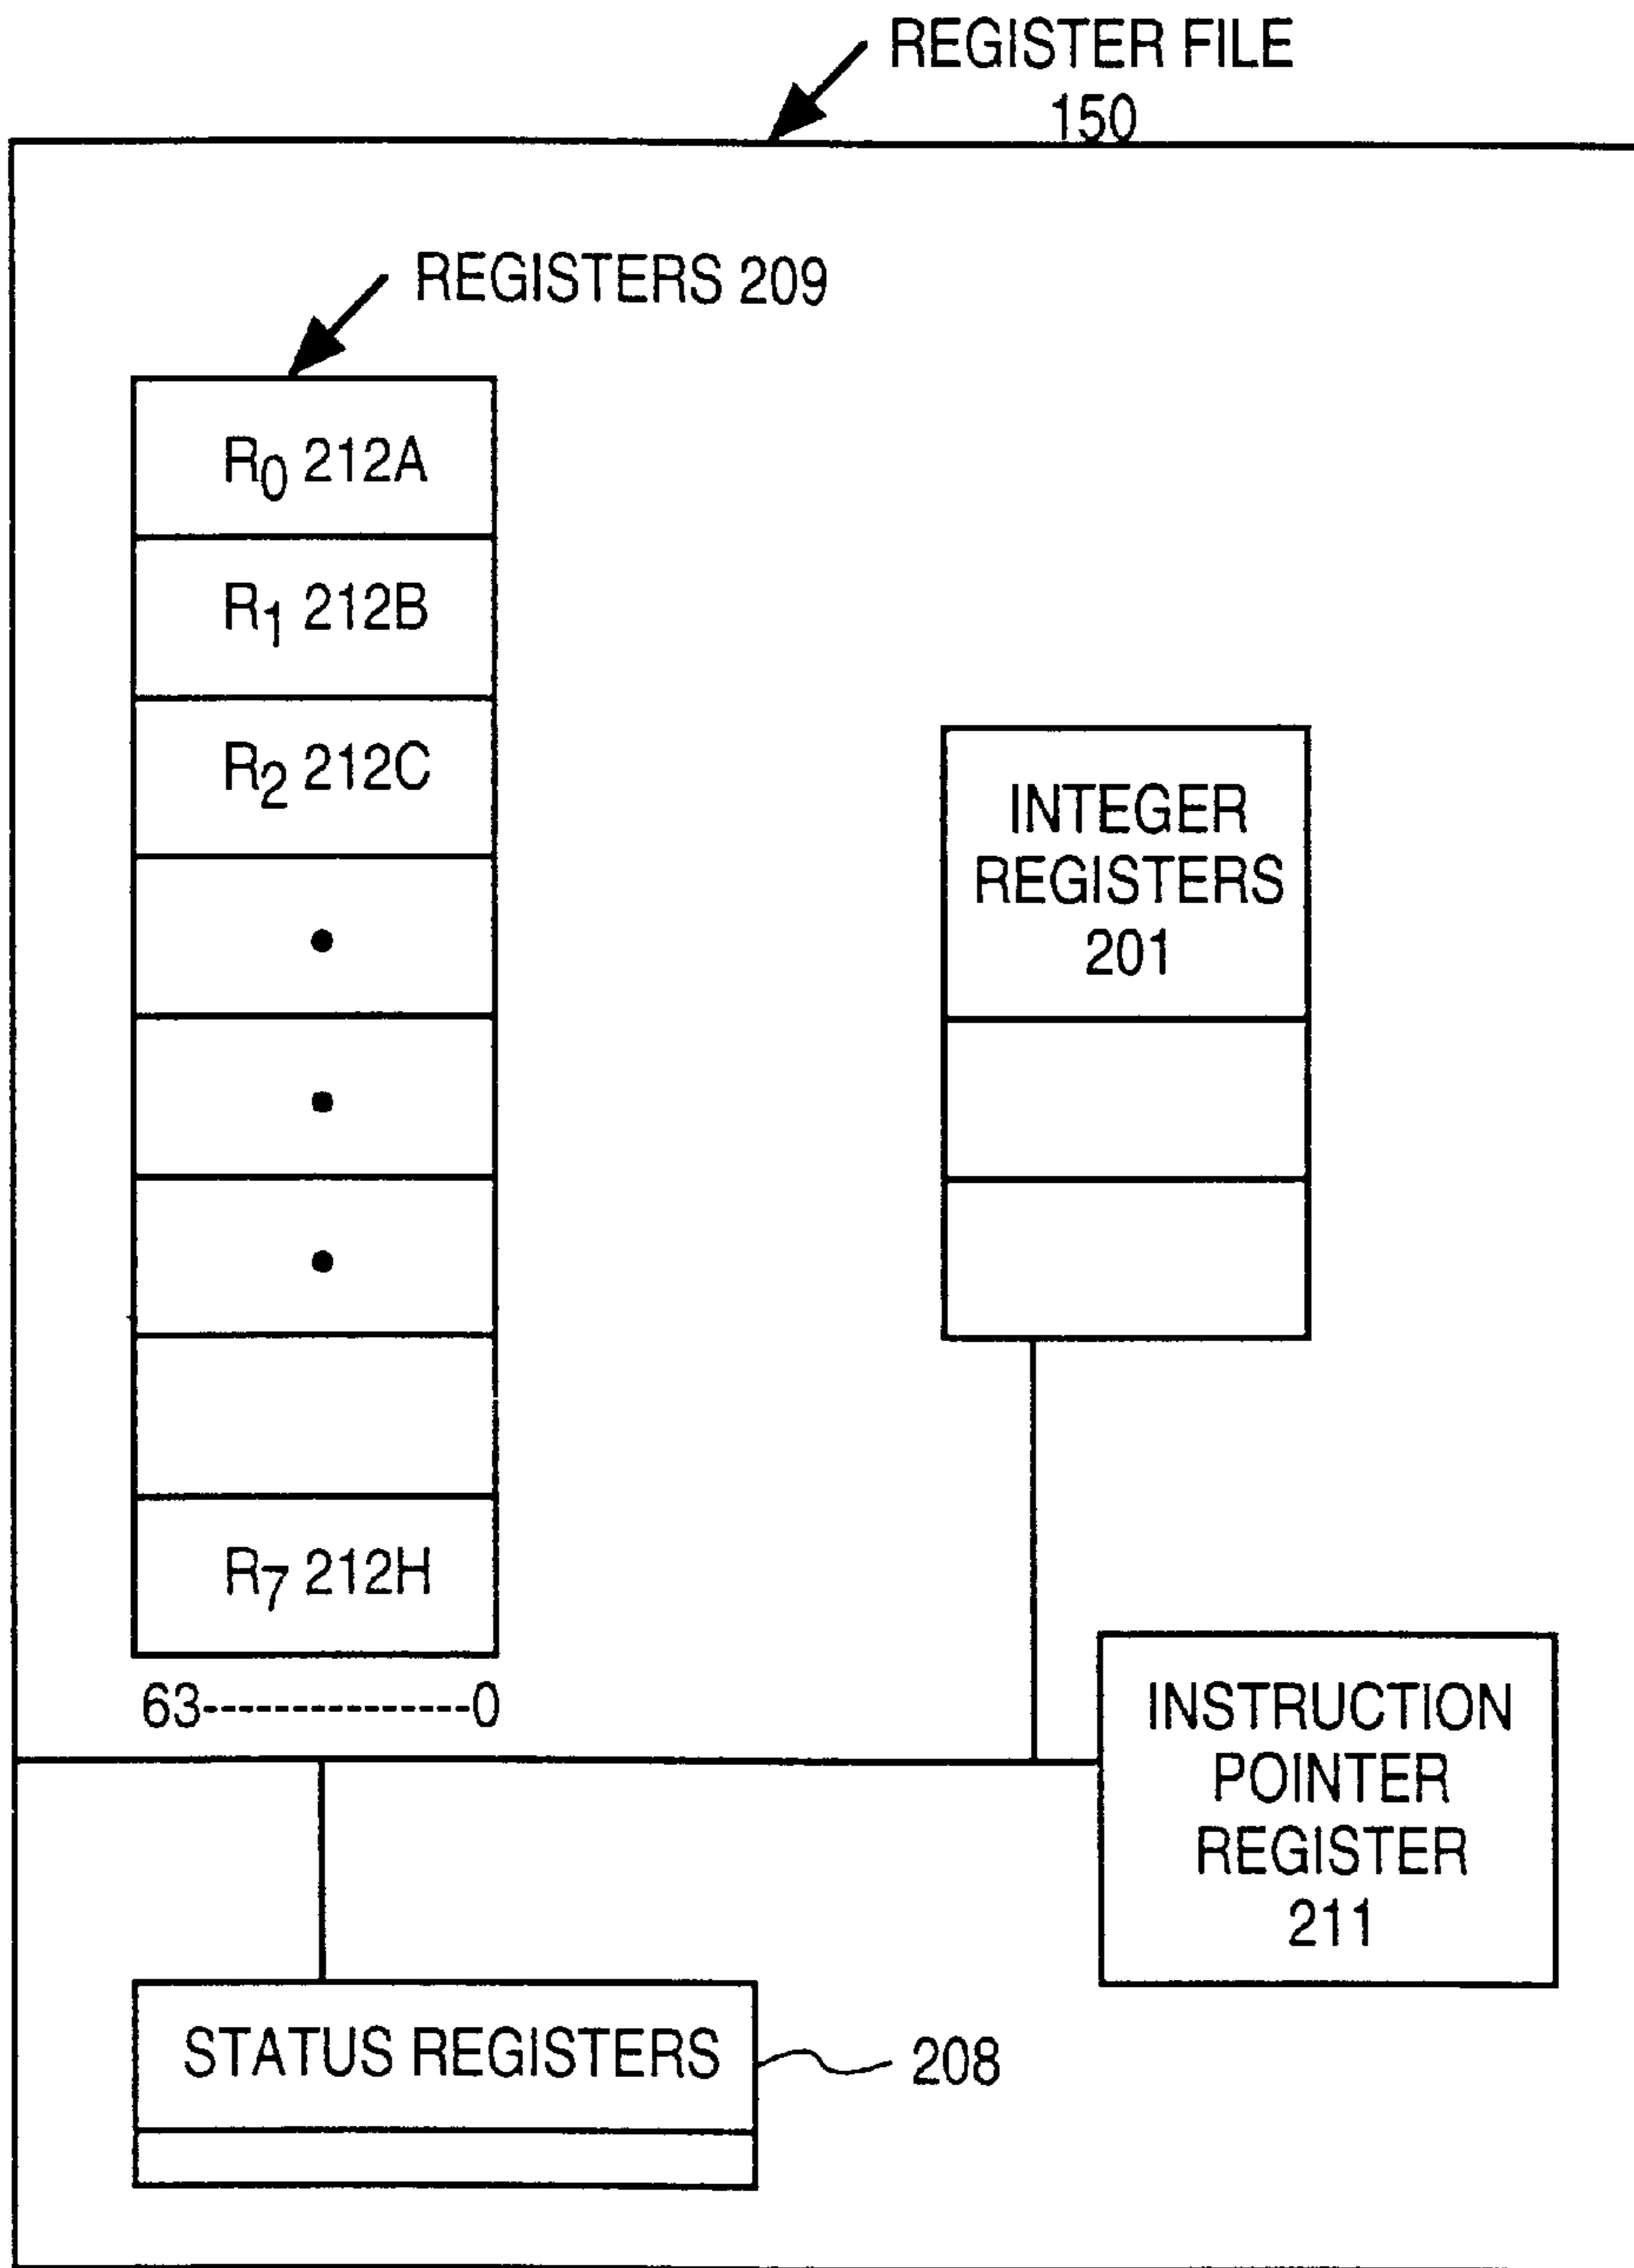 REGISTER FILE
150
REGISTERS 209
R0 212A
R1 212B
R2 212C
R7 212H
63---------------0
INTEGER
REGISTERS
201
INSTRUCTION
POINTER
REGISTER
211
STATUS REGISTERS
208